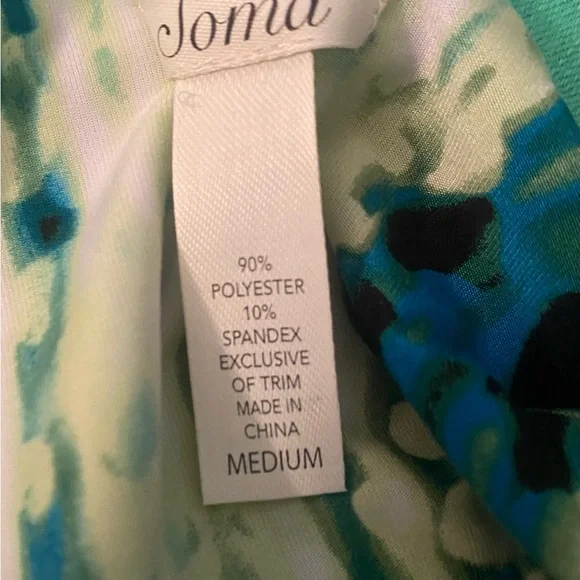 Soma
90%
POLYESTER
10%
SPANDEX
EXCLUSIVE
OF TRIM
MADE IN
CHINA
MEDIUM